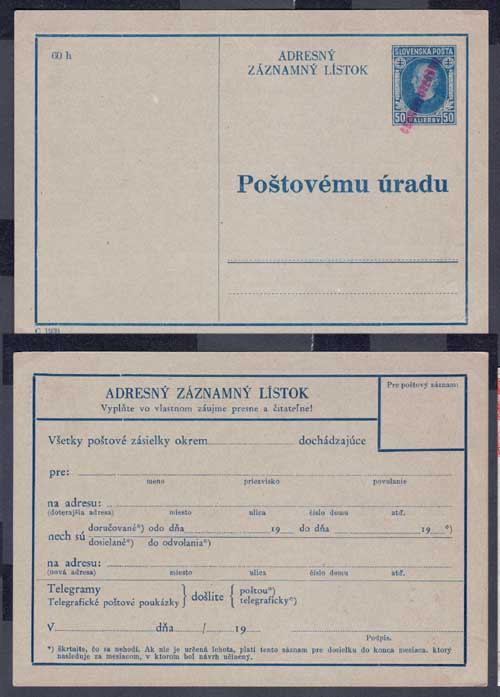 60 h
ADRESNÝ
ZÁZNAMNÝ LÍSTOK
SLOVENSKA POŠTA
50 HALIEROV 50
Poštovému úradu
C 1939
ADRESNÝ ZÁZNAMNÝ LÍSTOK
Vyplňte vo vlastnom záujme presne a čitateľne!
Pre poštový záznam:
Všetky poštové zásielky okrem dochádzajúce
pre:
meno priezvisko povolanie
na adresu:
(doterajšia adresa) miesto ulica číslo domu atď.
nech sú doručované*) odo dňa 19 do dňa 19 *)
dosielané*) do odvolania*)
na adresu:
(nová adresa) miesto ulica číslo domu atď.
Telegramy
Telegrafické poštové poukázky } došlite { poštou*)
telegraficky*)
V dňa / 19
Podpis.
*) škrtnite, čo sa nehodí. Ak nie je určená lehota, platí tento záznam pre dosielku do konca mesiaca, ktorý
nasleduje za mesiacom, v ktorom bol návrh učinený.